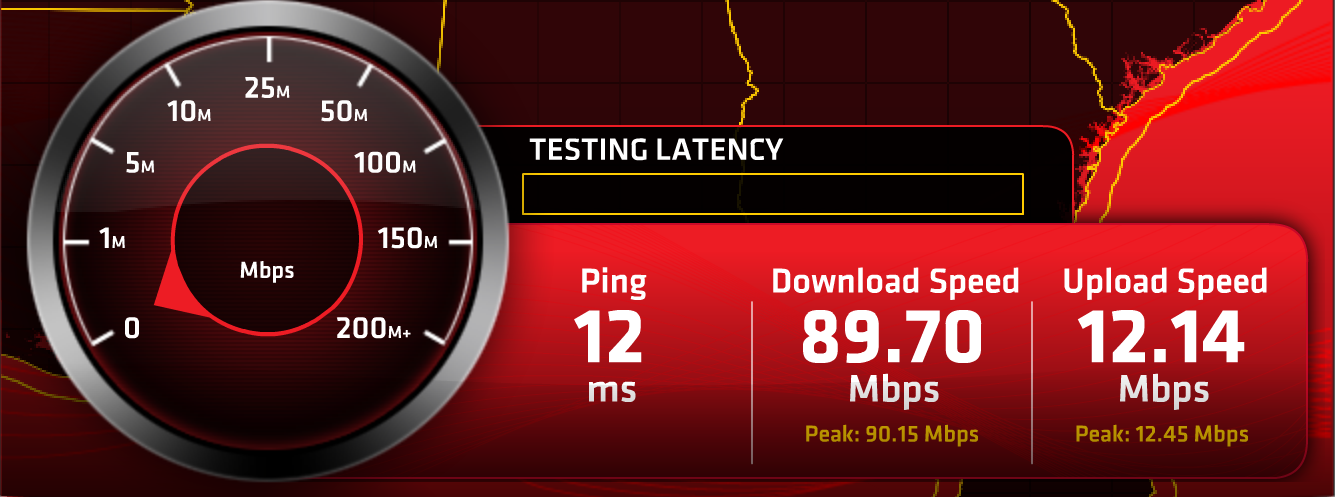 25M
10M
50M
5M
100M
1M
150M
Mbps
0
200M+
TESTING LATENCY
Ping
12
ms
Download Speed
89.70
Mbps
Peak: 90.15 Mbps
Upload Speed
12.14
Mbps
Peak: 12.45 Mbps